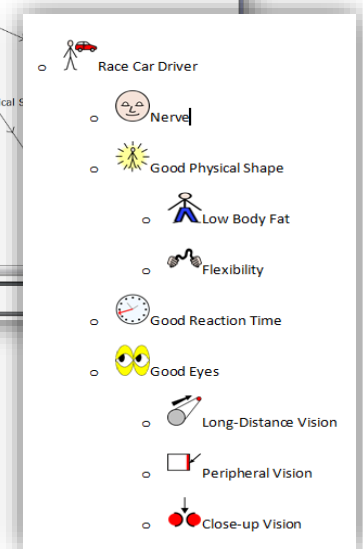 Race Car Driver
Nerve
Good Physical Shape
Low Body Fat
Flexibility
Good Reaction Time
Good Eyes
Long-Distance Vision
Peripheral Vision
Close-up Vision